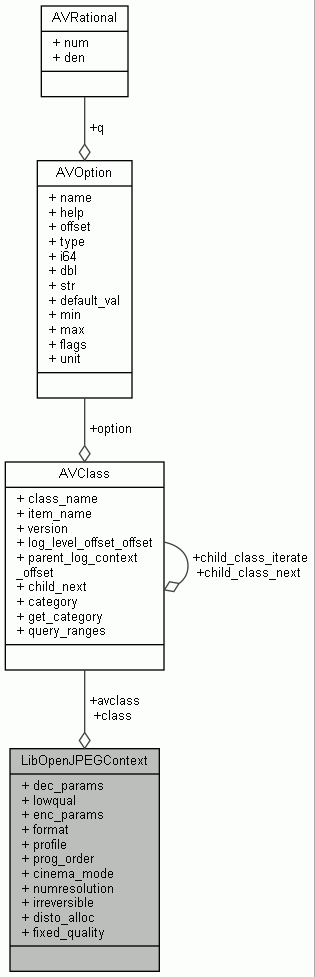 AVRational
+ num
+ den
+q
AVOption
+ name
+ help
+ offset
+ type
+ i64
+ dbl
+ str
+ default_val
+ min
+ max
+ flags
+ unit
+option
AVClass
+ class_name
+ item_name
+ version
+ log_level_offset_offset
+ parent_log_context
_offset
+ child_next
+ category
+ get_category
+ query_ranges
+child_class_iterate
+child_class_next
+avclass
+class
LibOpenJPEGContext
+ dec_params
+ lowqual
+ enc_params
+ format
+ profile
+ prog_order
+ cinema_mode
+ numresolution
+ irreversible
+ disto_alloc
+ fixed_quality